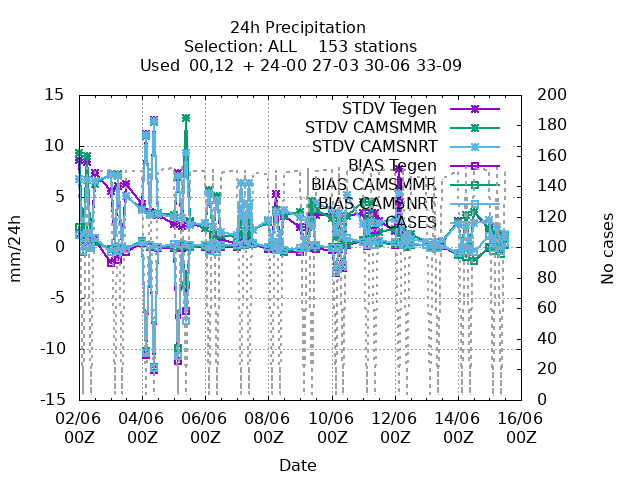 24h Precipitation
Selection: ALL 153 stations
Used 00,12 + 24-00 27-03 30-06 33-09
15
10
5
0
-5
-10
-15
mm/24h
200
180
160
140
120
100
80
60
40
20
0
No cases
STDV Tegen
STDV CAMSMMR
STDV CAMSNRT
BIAS Tegen
BIAS CAMSMMR
BIAS CAMSNRT
CASES
02/06 04/06 06/06 08/06 10/06 12/06 14/06 16/06
00Z 00Z 00Z 00Z 00Z 00Z 00Z 00Z
Date